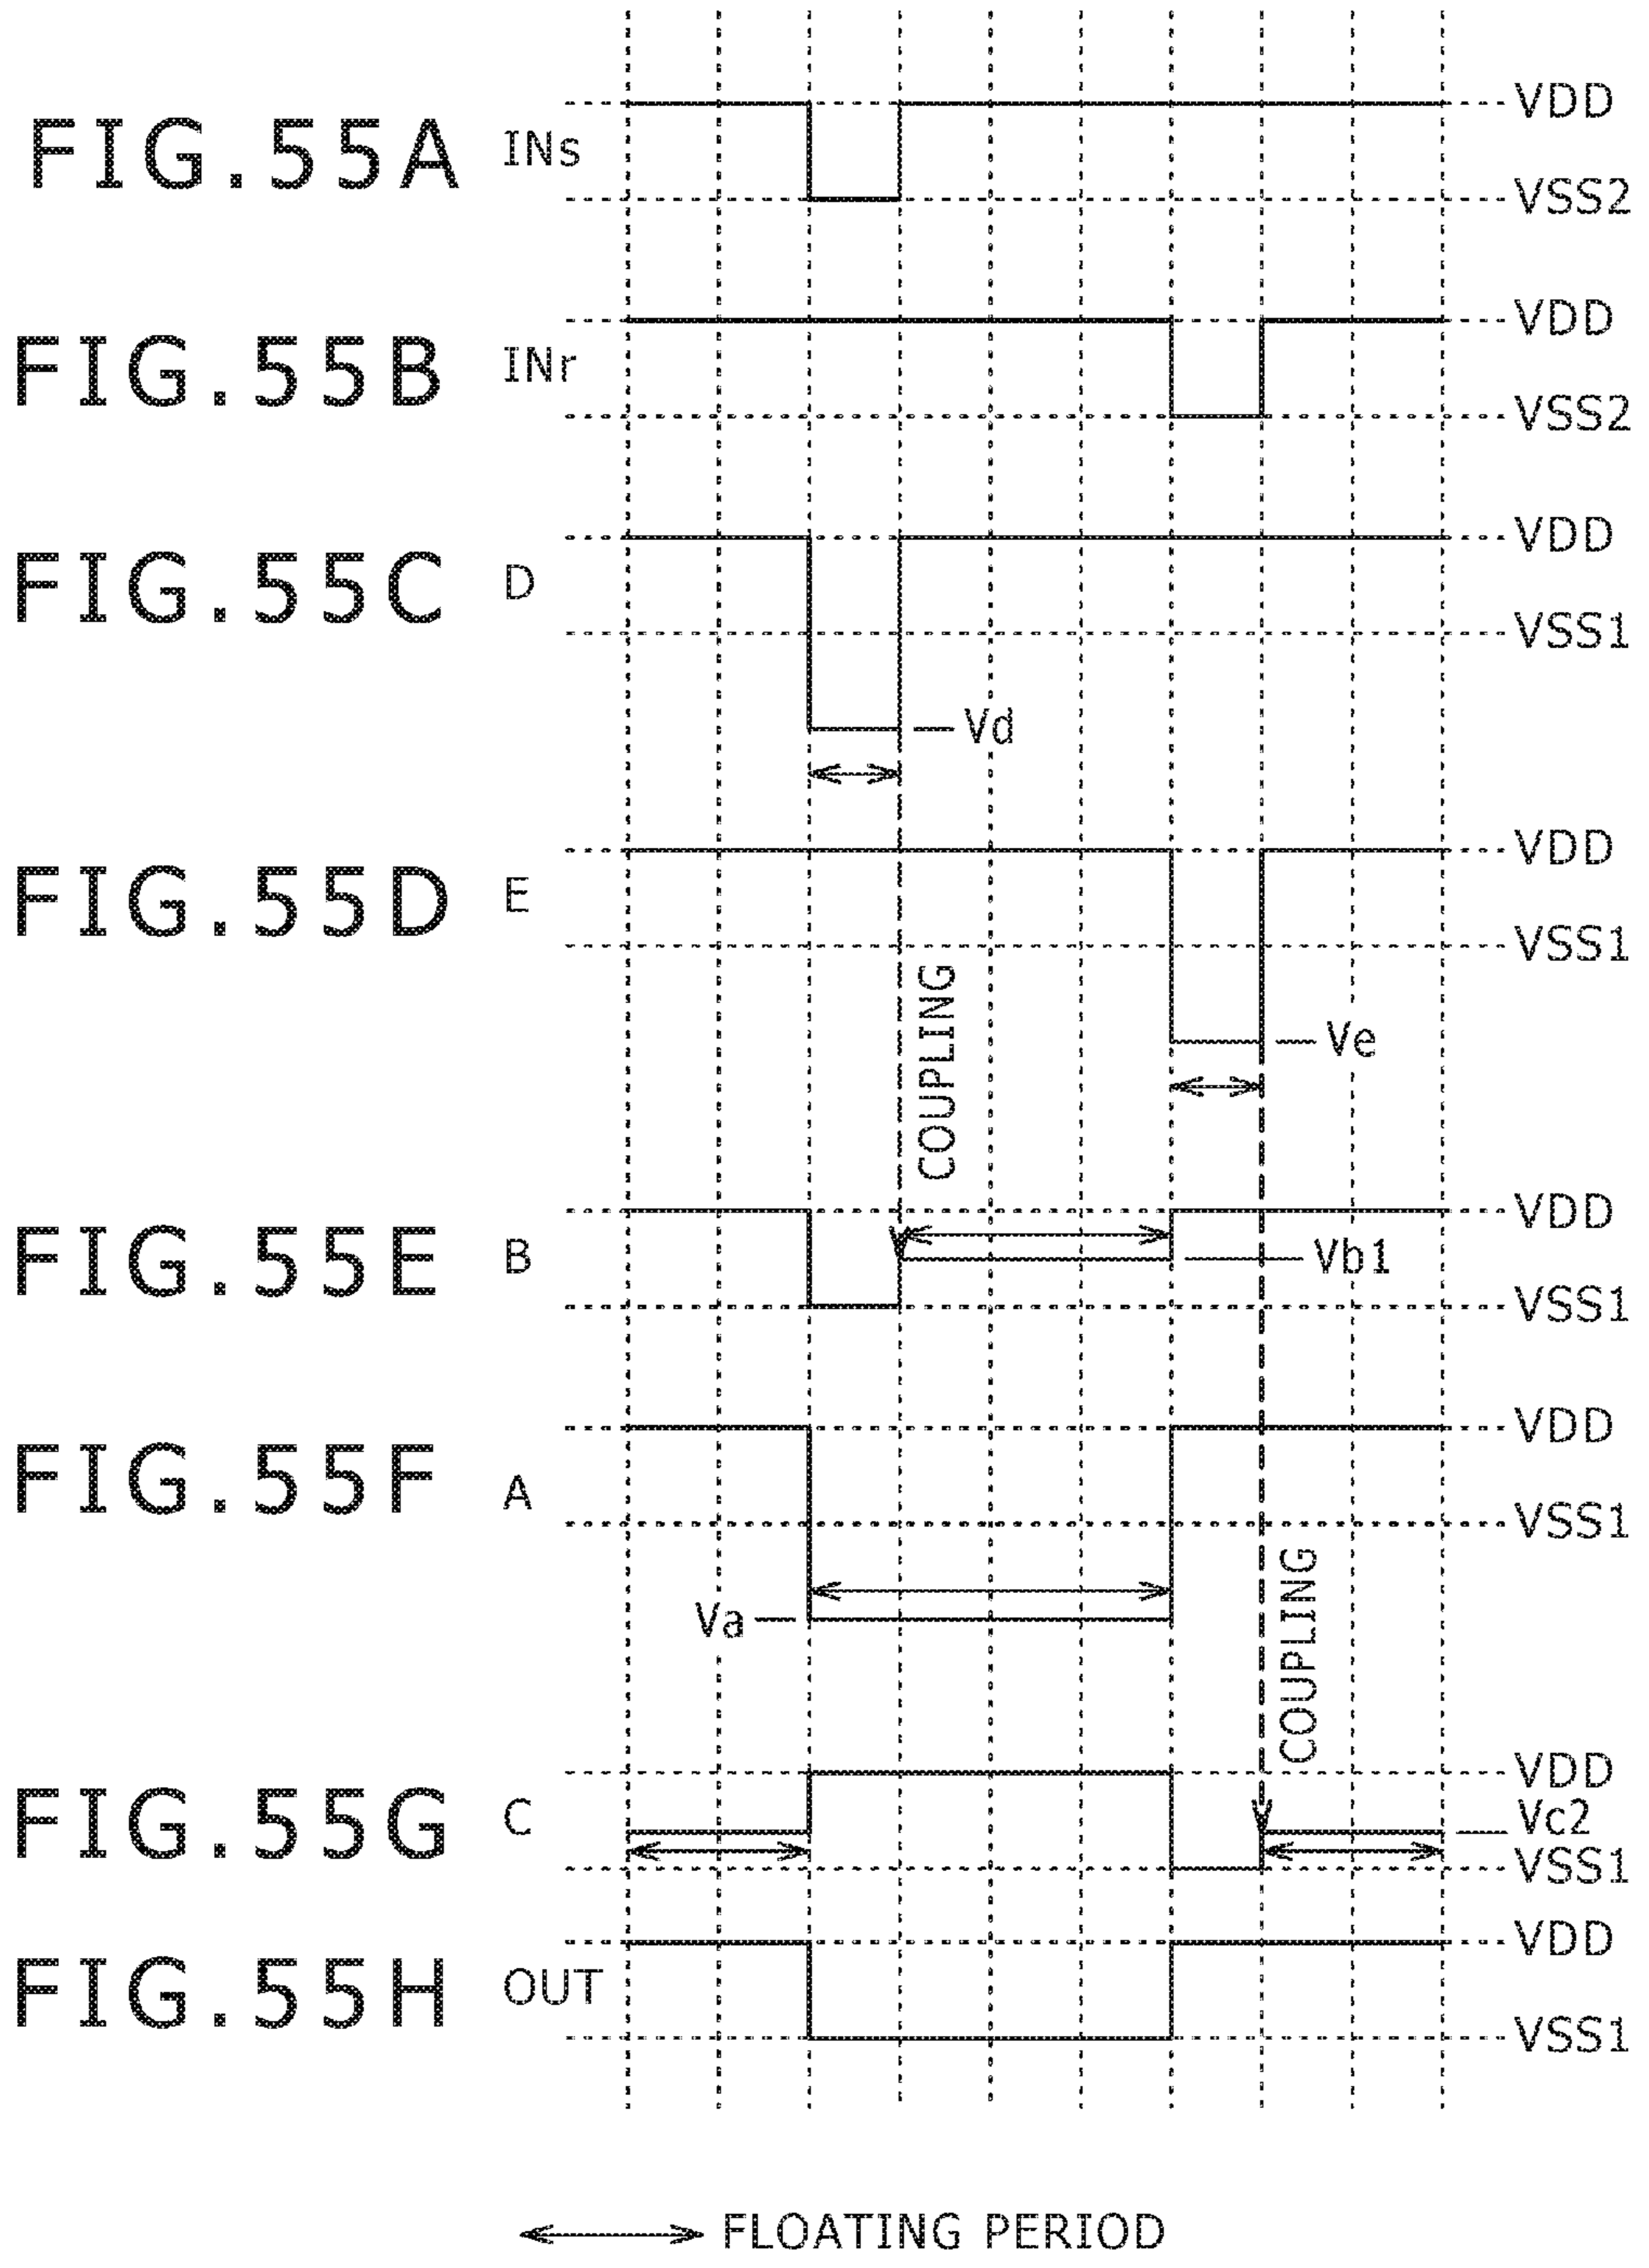 FIG.55A INs VDD
VSS2
FIG.55B INr VDD
VSS2
FIG.55C D VDD
VSS1
Vd
FIG.55D E VDD
VSS1
COUPLING
Ve
FIG.55E B VDD
Vb1
VSS1
FIG.55F A VDD
VSS1
Va
COUPLING
FIG.55G C VDD
Vc2
VSS1
FIG.55H OUT VDD
VSS1
FLOATING PERIOD